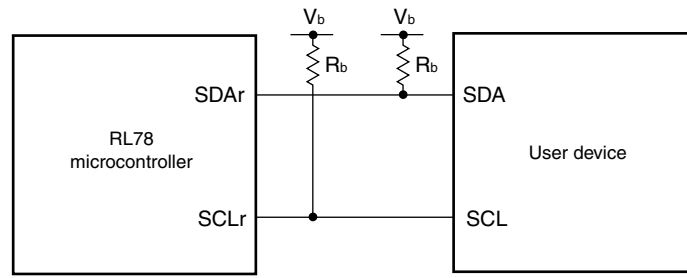 Vb
Vb
Rb
Rb
SDAr
SDA
RL78
microcontroller
User device
SCLr
SCL